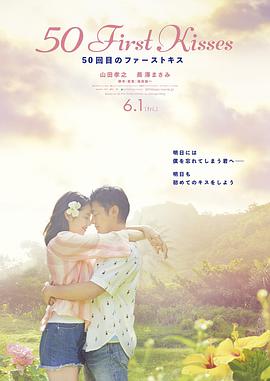 50 First Kisses
50回目のファーストキス
山田孝之 長澤まさみ
6.1[Fri.]
明日には
僕を忘れてしまう君へ──
明日も
初めてのキスをしよう